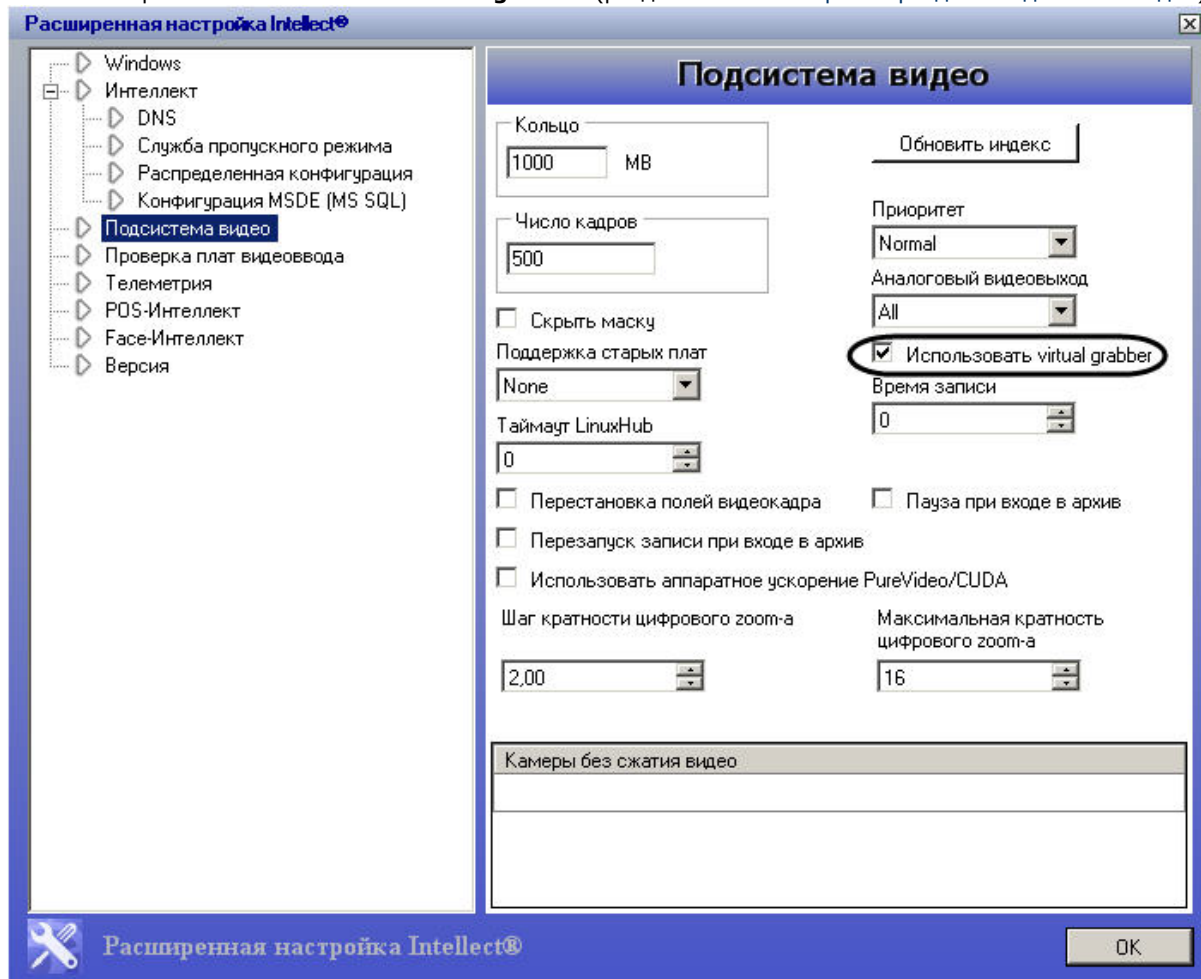 Расширенная настройка Intellect®
Windows
Интеллект
DNS
Служба пропускного режима
Распределенная конфигурация
Конфигурация MSDE (MS SQL)
Подсистема видео
Проверка плат видеоввода
Телеметрия
POS-Интеллект
Face-Интеллект
Версия
Подсистема видео
Кольцо
1000 MB
Обновить индекс
Число кадров
500
Приоритет
Normal
Аналоговый видеовыход
All
Скрыть маску
Использовать virtual grabber
Поддержка старых плат
None
Время записи
0
Таймаут LinuxHub
0
Перестановка полей видеокадра
Пауза при входе в архив
Перезапуск записи при входе в архив
Использовать аппаратное ускорение PureVideo/CUDA
Шаг кратности цифрового zoom-а
2,00
Максимальная кратность
цифрового zoom-а
16
Камеры без сжатия видео
Расширенная настройка Intellect®
OK